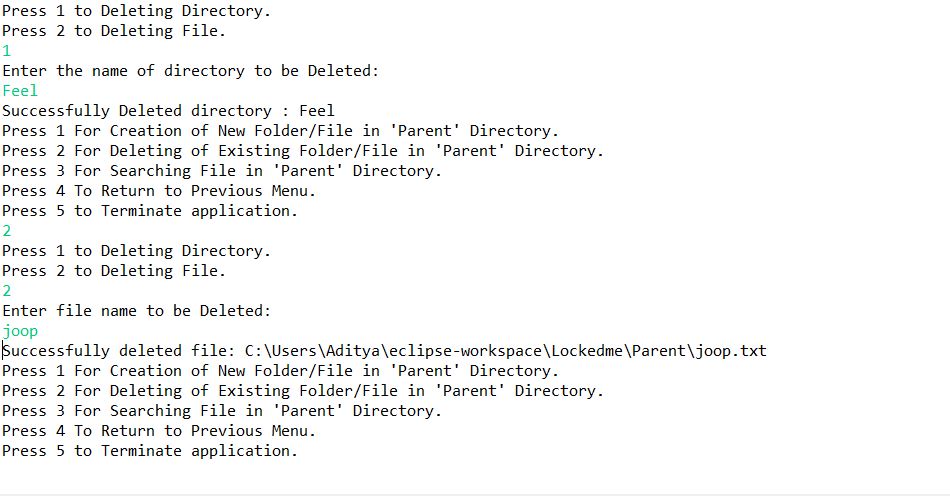 Press 1 to Deleting Directory.
Press 2 to Deleting File.
1
Enter the name of directory to be Deleted:
Feel
Successfully Deleted directory : Feel
Press 1 For Creation of New Folder/File in 'Parent' Directory.
Press 2 For Deleting of Existing Folder/File in 'Parent' Directory.
Press 3 For Searching File in 'Parent' Directory.
Press 4 To Return to Previous Menu.
Press 5 to Terminate application.
2
Press 1 to Deleting Directory.
Press 2 to Deleting File.
2
Enter file name to be Deleted:
joop
Successfully deleted file: C:\Users\Aditya\eclipse-workspace\Lockedme\Parent\joop.txt
Press 1 For Creation of New Folder/File in 'Parent' Directory.
Press 2 For Deleting of Existing Folder/File in 'Parent' Directory.
Press 3 For Searching File in 'Parent' Directory.
Press 4 To Return to Previous Menu.
Press 5 to Terminate application.